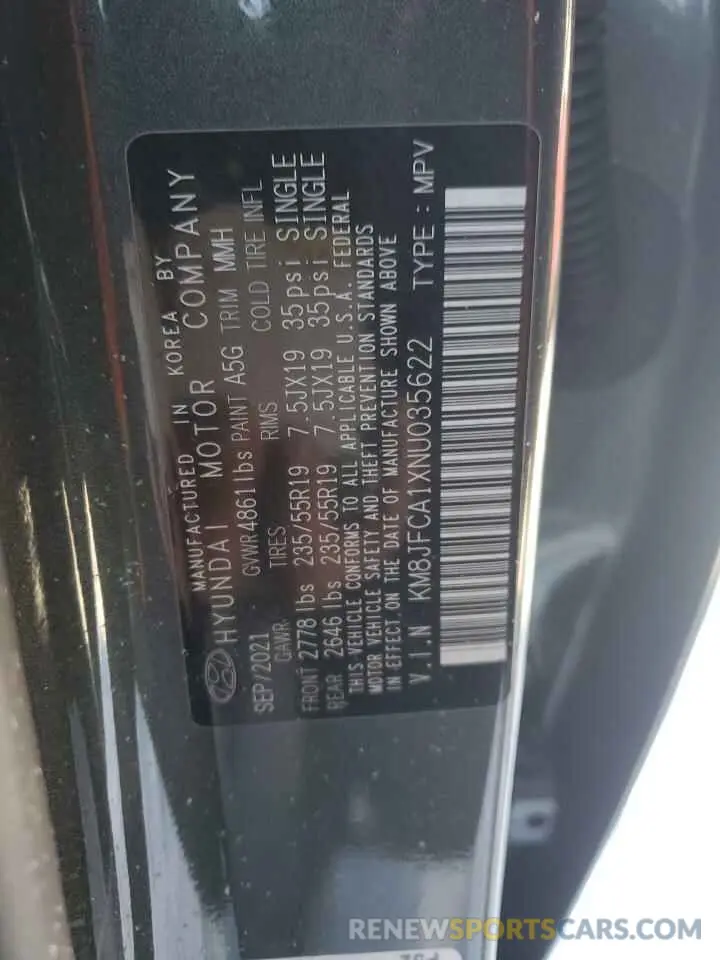 MANUFACTURED IN KOREA BY
HYUNDAI MOTOR COMPANY
SEP/2021 GVWR 4861 lbs PAINT A5G TRIM MMH
GAWR TIRES RIMS COLD TIRE INFL
FRONT 2778 lbs 235/55R19 7.5JX19 35psi SINGLE
REAR 2646 lbs 235/55R19 7.5JX19 35psi SINGLE
THIS VEHICLE CONFORMS TO ALL APPLICABLE U.S.A. FEDERAL
MOTOR VEHICLE SAFETY AND THEFT PREVENTION STANDARDS
IN EFFECT ON THE DATE OF MANUFACTURE SHOWN ABOVE
V.I.N KM8JFCA1XNU035622 TYPE : MPV
RENEWSPORTSCARS.COM